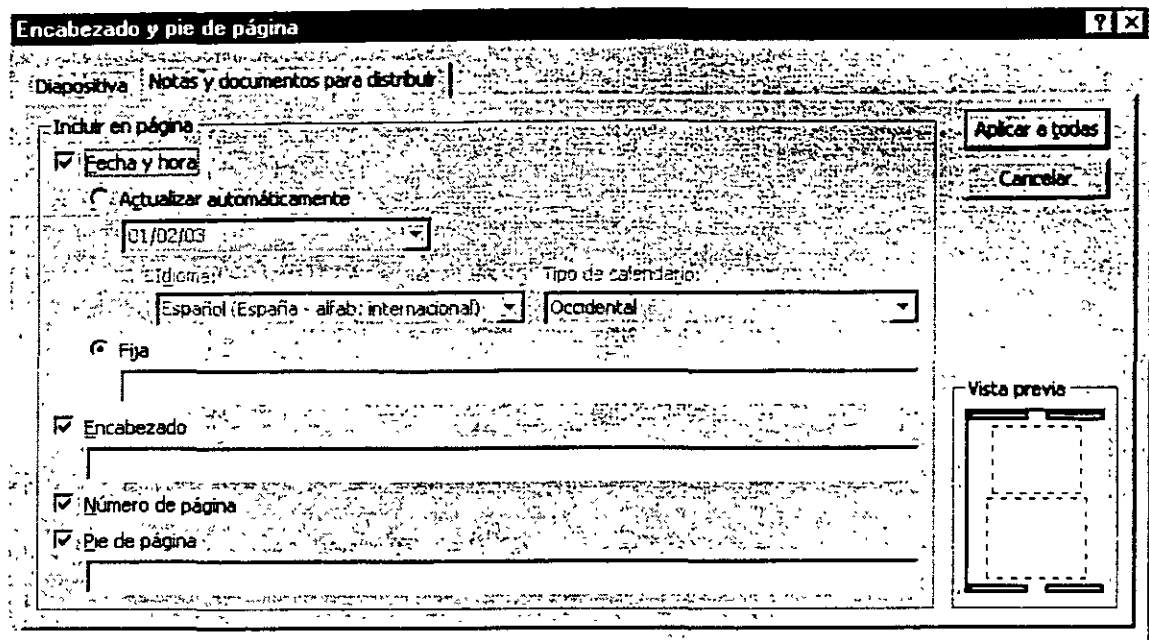 Encabezado y pie de página
Diapositiva Notas y documentos para distribuir
Incluir en página
Fecha y hora
Actualizar automáticamente
01/02/03
Idioma: Tipo de calendario:
Español (España - alfab. internacional) Occidental
Fija
Encabezado
Número de página
Pie de página
Aplicar a todas
Cancelar
Vista previa